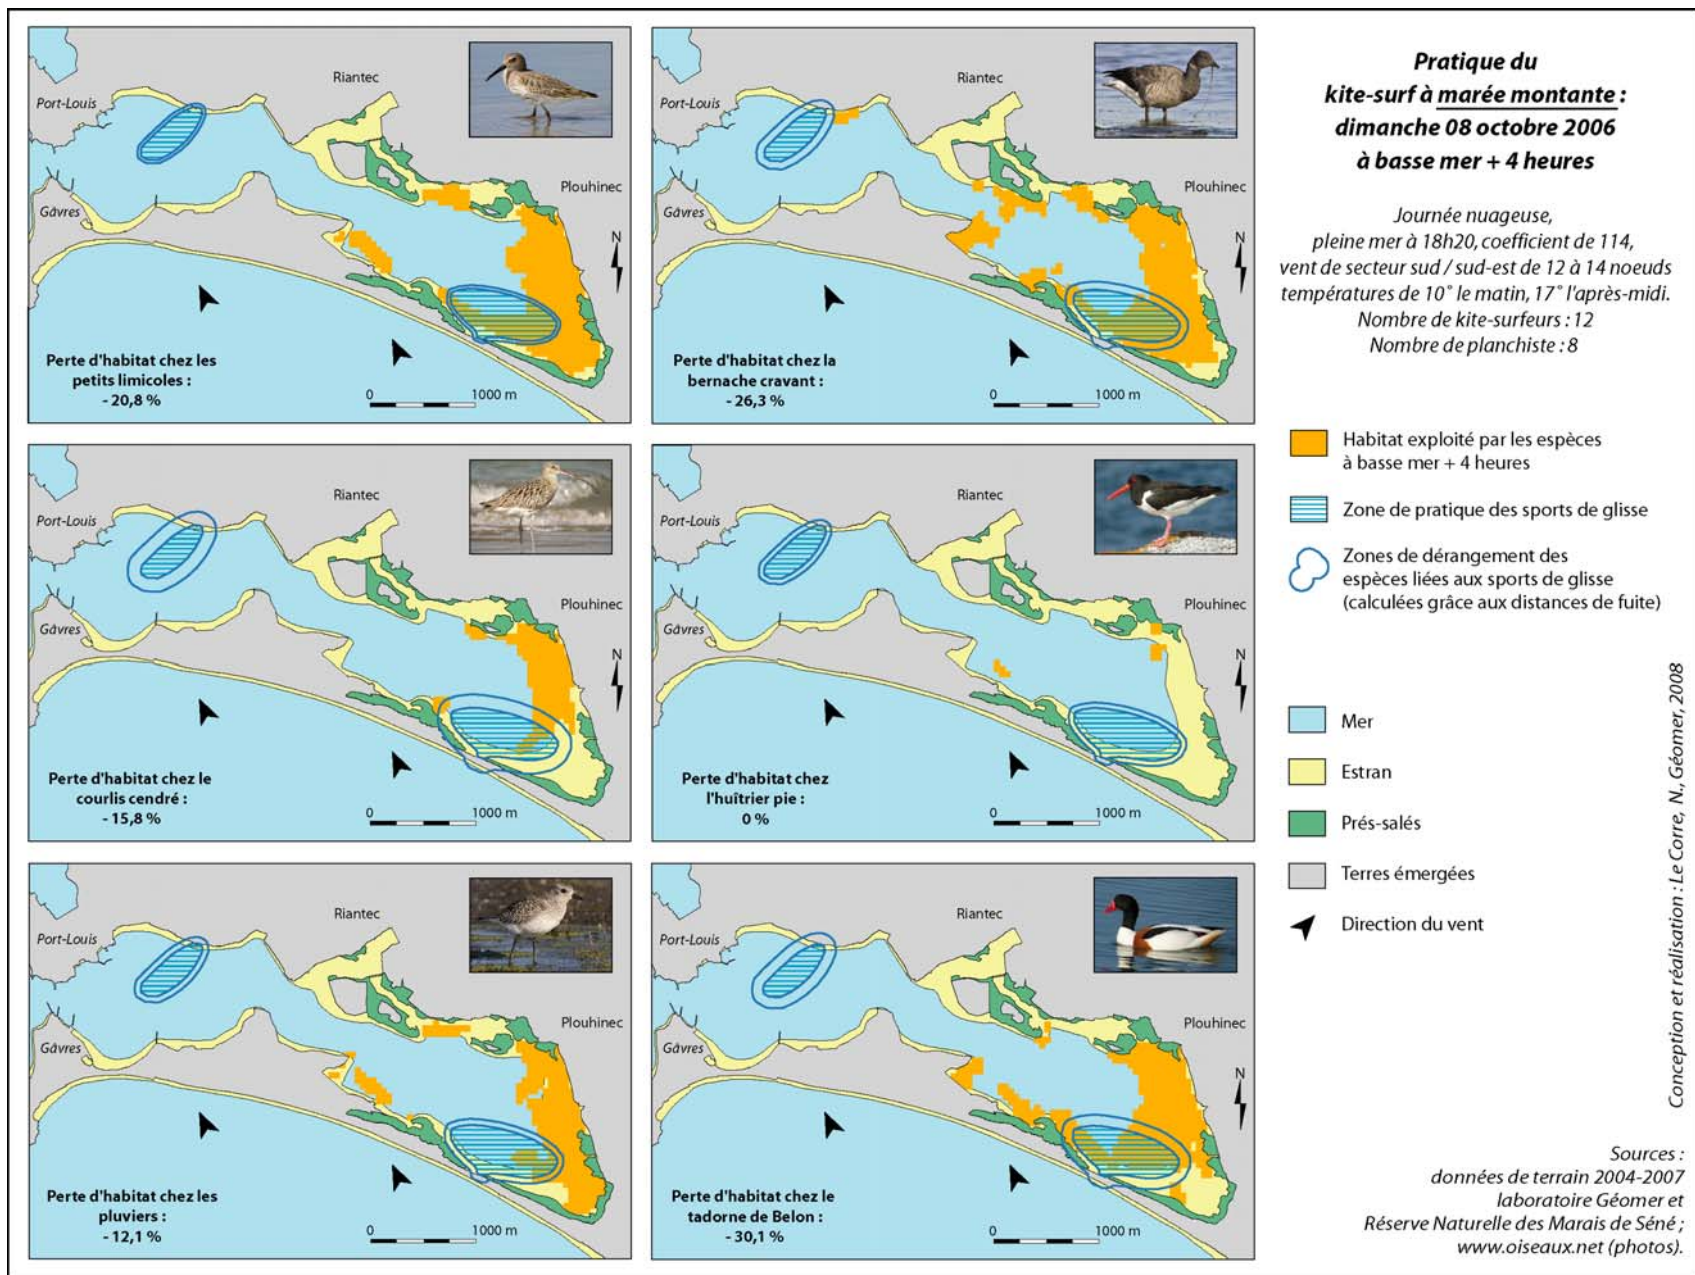 Port-Louis
Riantec
Plouhinec
Gâvres
N
Perte d'habitat chez les
petits limicoles :
- 20,8 %
0 1000 m
Port-Louis
Riantec
Plouhinec
Gâvres
N
Perte d'habitat chez la
bernache cravant :
- 26,3 %
0 1000 m
Port-Louis
Riantec
Plouhinec
Gâvres
N
Perte d'habitat chez le
courlis cendré :
- 15,8 %
0 1000 m
Port-Louis
Riantec
Plouhinec
Gâvres
N
Perte d'habitat chez
l'huîtrier pie :
0 %
0 1000 m
Port-Louis
Riantec
Plouhinec
Gâvres
N
Perte d'habitat chez les
pluviers :
- 12,1 %
0 1000 m
Port-Louis
Riantec
Plouhinec
Gâvres
N
Perte d'habitat chez le
tadorne de Belon :
- 30,1 %
0 1000 m
Pratique du
kite-surf à marée montante :
dimanche 08 octobre 2006
à basse mer + 4 heures
Journée nuageuse,
pleine mer à 18h20, coefficient de 114,
vent de secteur sud / sud-est de 12 à 14 noeuds
températures de 10° le matin, 17° l'après-midi.
Nombre de kite-surfeurs : 12
Nombre de planchiste : 8
Habitat exploité par les espèces
à basse mer + 4 heures
Zone de pratique des sports de glisse
Zones de dérangement des
espèces liées aux sports de glisse
(calculées grâce aux distances de fuite)
Mer
Estran
Prés-salés
Terres émergées
Direction du vent
Conception et réalisation : Le Corre, N., Géomer, 2008
Sources :
données de terrain 2004-2007
laboratoire Géomer et
Réserve Naturelle des Marais de Séné ;
www.oiseaux.net (photos).